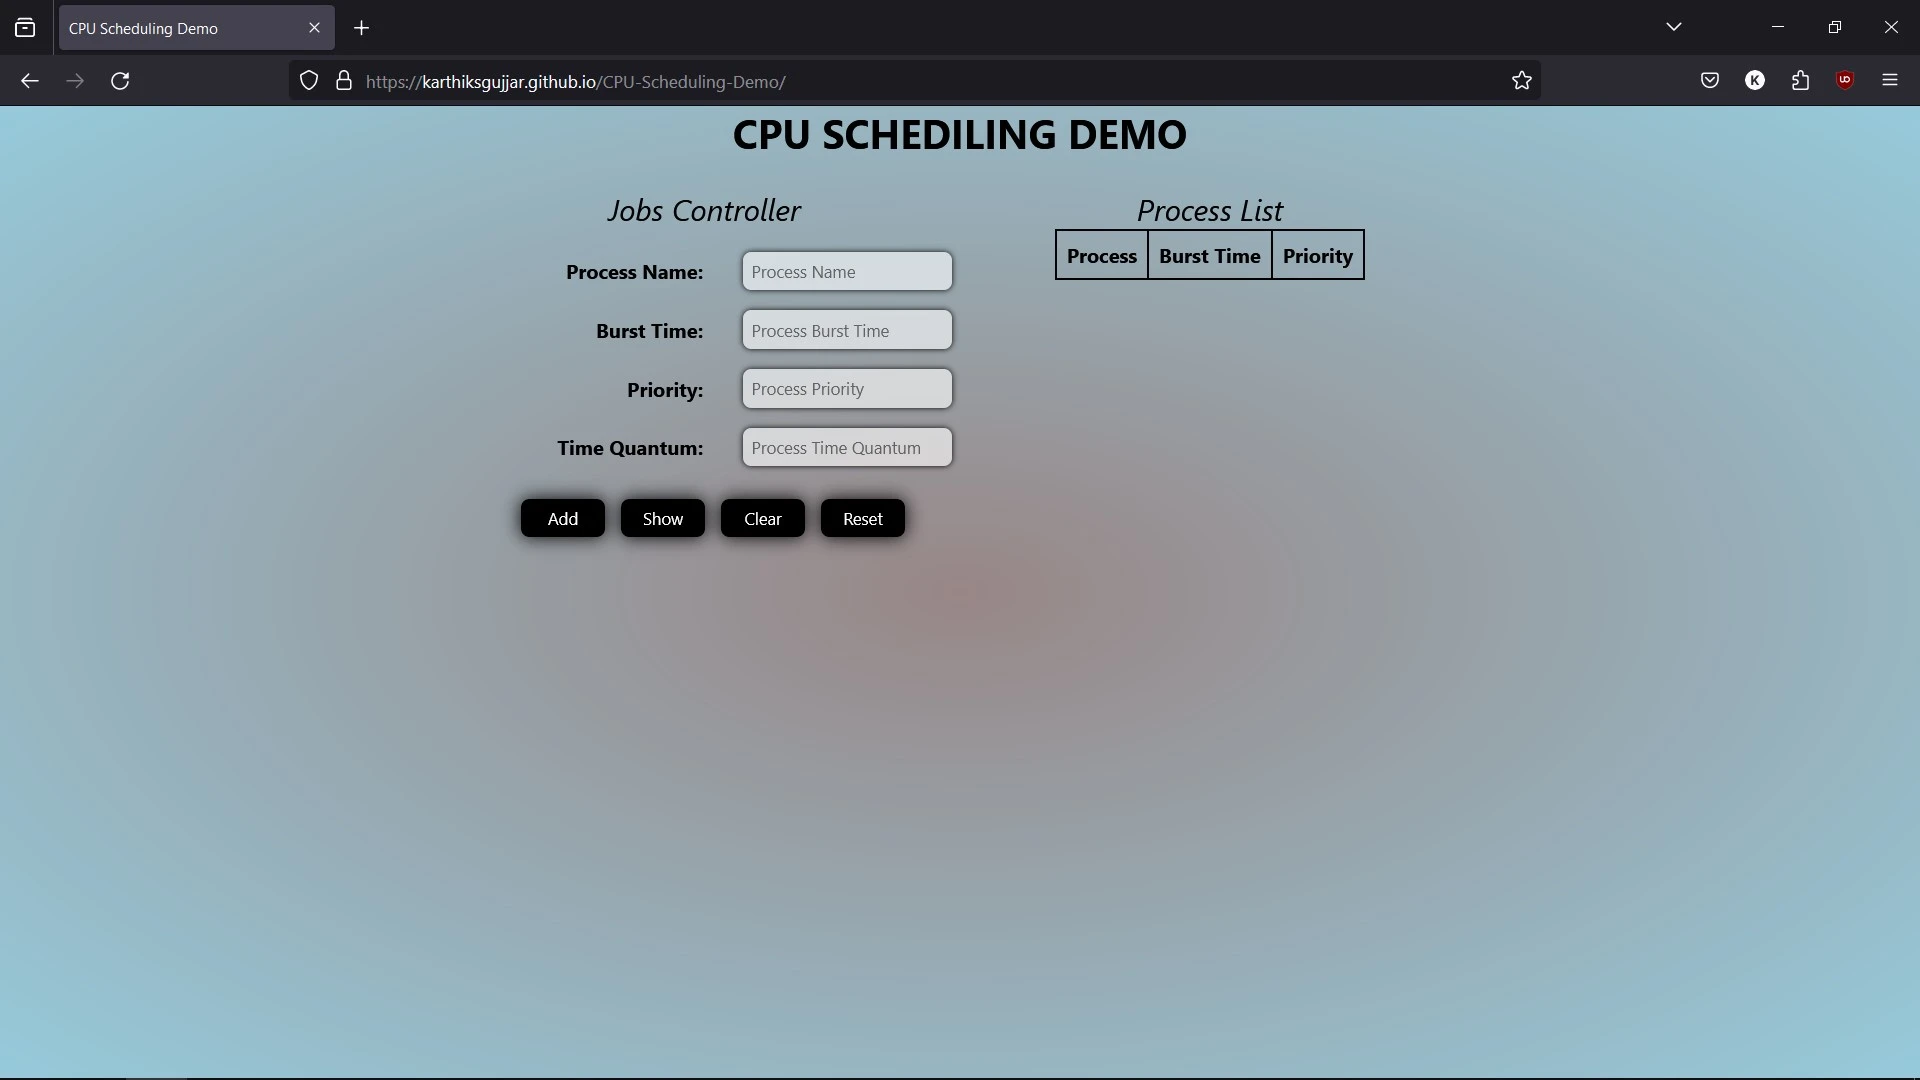 CPU Scheduling Demo
https://karthiksgujjar.github.io/CPU-Scheduling-Demo/
K
UO
CPU SCHEDILING DEMO
Jobs Controller
Process Name:
Process Name
Burst Time:
Process Burst Time
Priority:
Process Priority
Time Quantum:
Process Time Quantum
Add Show Clear Reset
Process List
Process Burst Time Priority